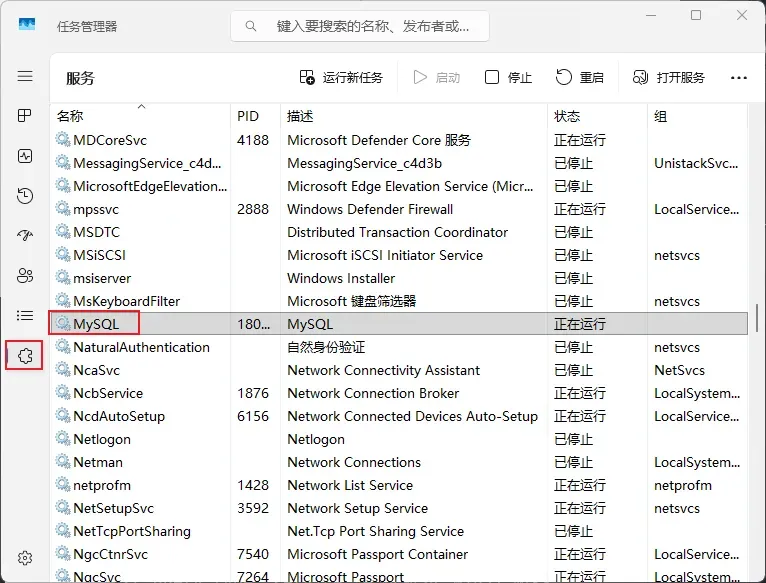 任务管理器
键入要搜索的名称、发布者或...
服务
运行新任务 启动 停止 重启 打开服务 ...
名称 PID 描述 状态 组
MDCoreSvc 4188 Microsoft Defender Core 服务 正在运行
MessagingService_c4d... MessagingService_c4d3b 已停止 UnistackSvc...
MicrosoftEdgeElevation... Microsoft Edge Elevation Service (Micr... 已停止
mpssvc 2888 Windows Defender Firewall 正在运行 LocalService...
MSDTC Distributed Transaction Coordinator 已停止
MSiSCSI Microsoft iSCSI Initiator Service 已停止 netsvcs
msiserver Windows Installer 已停止
MsKeyboardFilter Microsoft 键盘筛选器 已停止 netsvcs
MySQL 180... MySQL 正在运行
NaturalAuthentication 自然身份验证 已停止 netsvcs
NcaSvc Network Connectivity Assistant 已停止 NetSvcs
NcbService 1876 Network Connection Broker 正在运行 LocalSystem...
NcdAutoSetup 6156 Network Connected Devices Auto-Setup 正在运行 LocalService...
Netlogon Netlogon 已停止
Netman Network Connections 已停止 LocalSystem...
netprofm 1428 Network List Service 正在运行 netprofm
NetSetupSvc 3592 Network Setup Service 正在运行 netsvcs
NetTcpPortSharing Net.Tcp Port Sharing Service 已停止
NgcCtnrSvc 7540 Microsoft Passport Container 正在运行 LocalService...
NgcSvc 7264 Microsoft Passport 正在运行 LocalSystem...